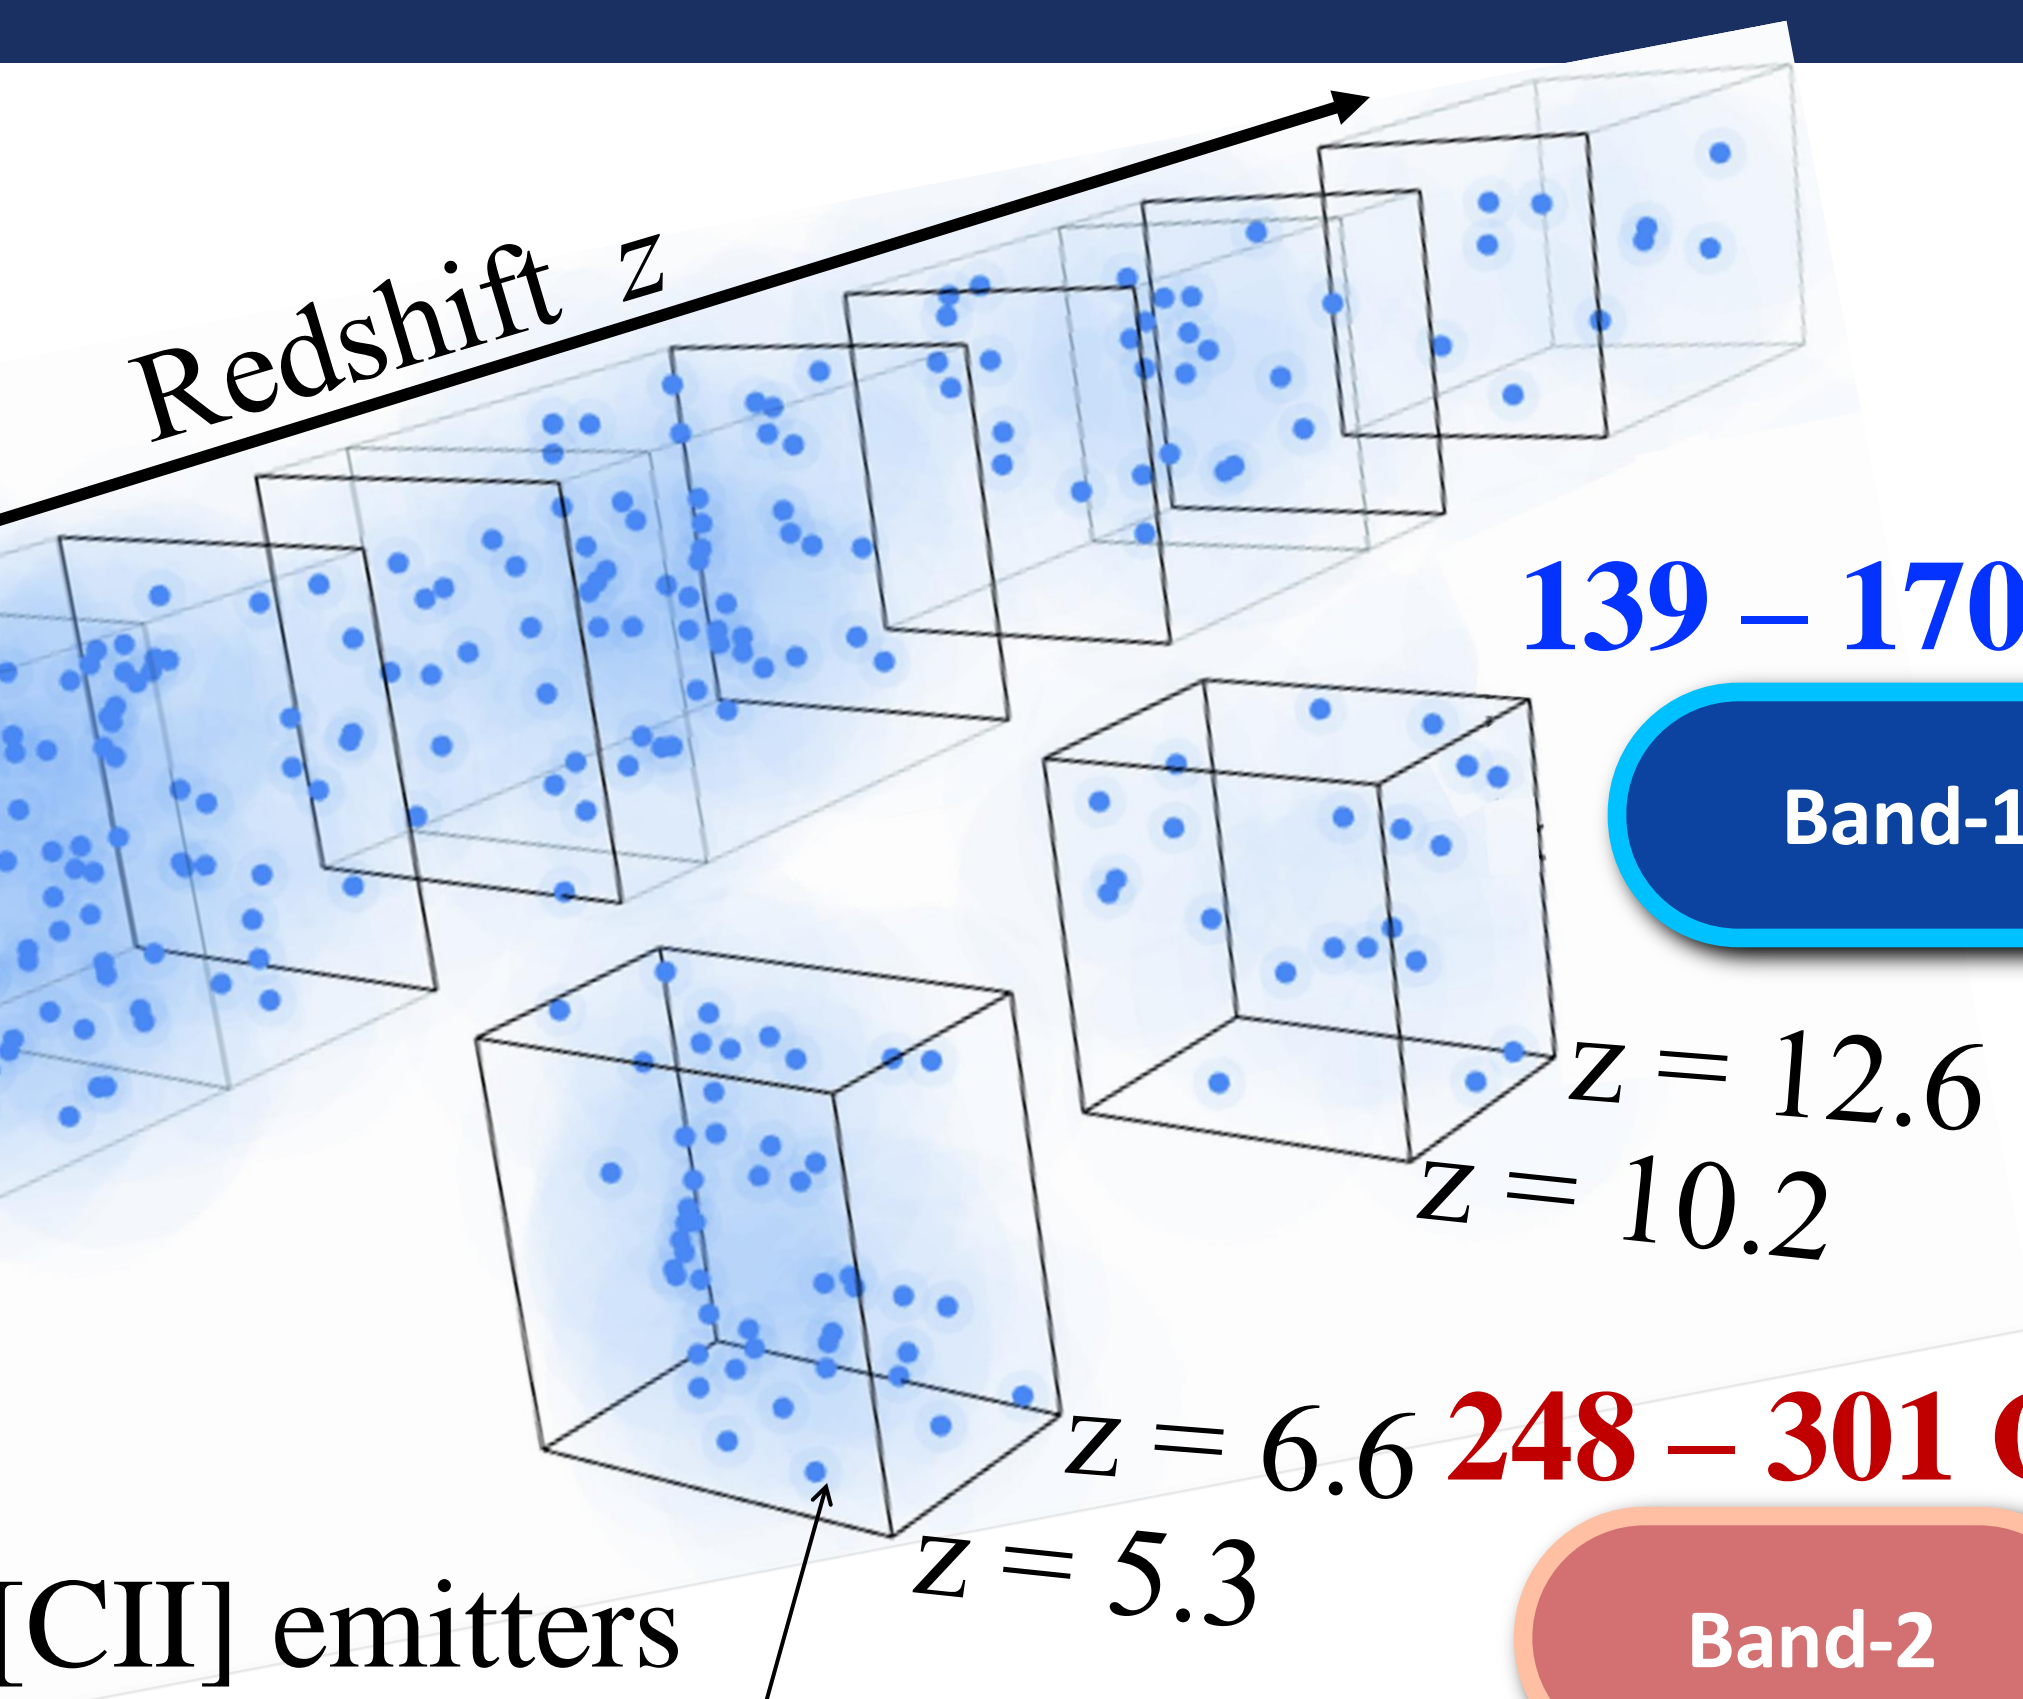 Redshift z
139 – 170
Band-1
z = 12.6
z = 10.2
z = 6.6
248 – 301
z = 5.3
[CII] emitters
Band-2